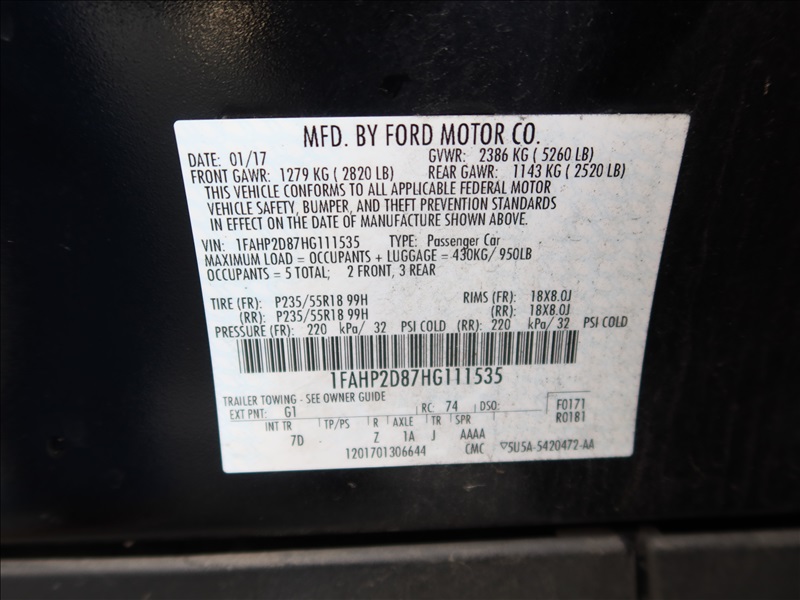 MFD. BY FORD MOTOR CO.
DATE: 01/17 GVWR: 2386 KG ( 5260 LB)
FRONT GAWR: 1279 KG ( 2820 LB) REAR GAWR: 1143 KG ( 2520 LB)
THIS VEHICLE CONFORMS TO ALL APPLICABLE FEDERAL MOTOR
VEHICLE SAFETY, BUMPER, AND THEFT PREVENTION STANDARDS
IN EFFECT ON THE DATE OF MANUFACTURE SHOWN ABOVE.
VIN: 1FAHP2D87HG111535 TYPE: Passenger Car
MAXIMUM LOAD = OCCUPANTS + LUGGAGE = 430KG/ 950LB
OCCUPANTS = 5 TOTAL; 2 FRONT, 3 REAR
TIRE (FR): P235/55R18 99H RIMS (FR): 18X8.0J
(RR): P235/55R18 99H (RR): 18X8.0J
PRESSURE (FR): 220 kPa/ 32 PSI COLD (RR): 220 kPa/ 32 PSI COLD
1FAHP2D87HG111535
TRAILER TOWING - SEE OWNER GUIDE
EXT PNT: G1 RC: 74 DSO: F0171
R0181
INT TR TP/PS R AXLE TR SPR
7D Z 1A J AAAA
1201701306644 CMC ▽5U5A-5420472-AA